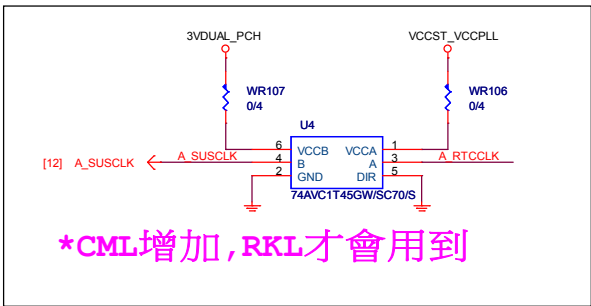 3VDUAL_PCH VCCST_VCCPLL
WR107 WR106
0/4 0/4
U4
6 VCCB VCCA 1
[12] A_SUSCLK A_SUSCLK 4 B A 3 A_RTCCLK
2 GND DIR 5
74AVC1T45GW/SC70/S
*CML增加,RKL才會用到